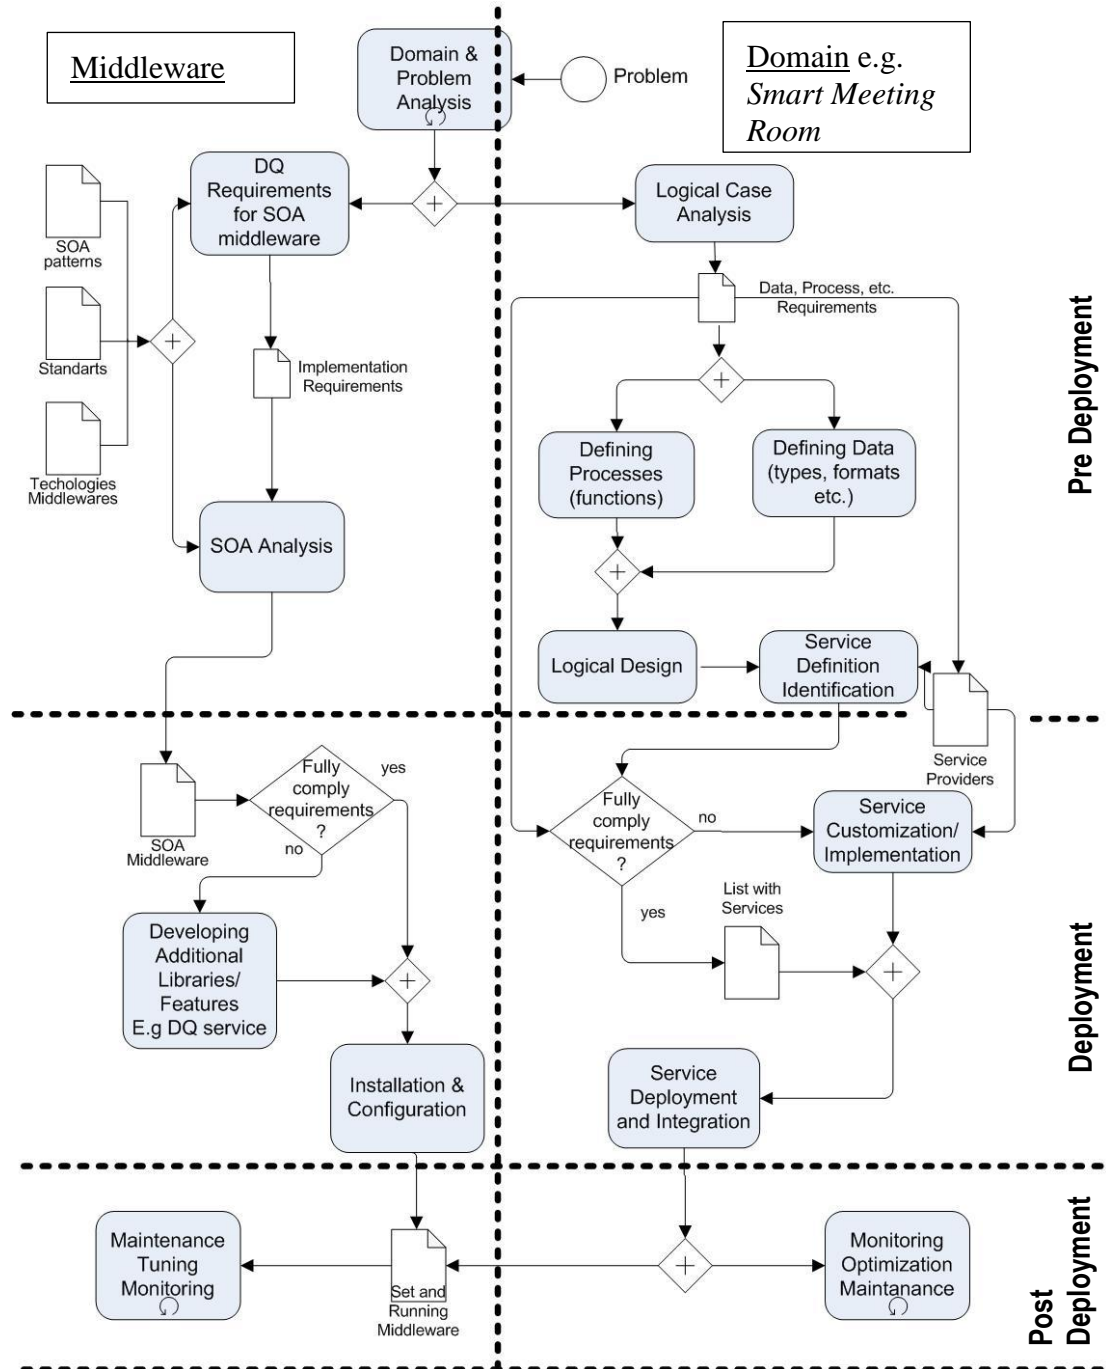 Middleware
Domain &
Problem
Analysis
Problem
Domain e.g.
Smart Meeting
Room
DQ
Requirements
for SOA
middleware
Logical Case
Analysis
SOA
patterns
Standarts
Techologies
Middlewares
Implementation
Requirements
Data, Process, etc.
Requirements
Pre Deployment
Defining
Processes
(functions)
Defining Data
(types, formats
etc.)
SOA Analysis
Logical Design
Service
Definition
Identification
Service
Providers
SOA
Middleware
Fully
comply
requirements
?
yes
no
Fully
comply
requirements
?
no
yes
Service
Customization/
Implementation
List with
Services
Developing
Additional
Libraries/
Features
E.g DQ service
Deployment
Installation &
Configuration
Service
Deployment
and Integration
Maintenance
Tuning
Monitoring
Set and
Running
Middleware
Monitoring
Optimization
Maintanance
Post
Deployment